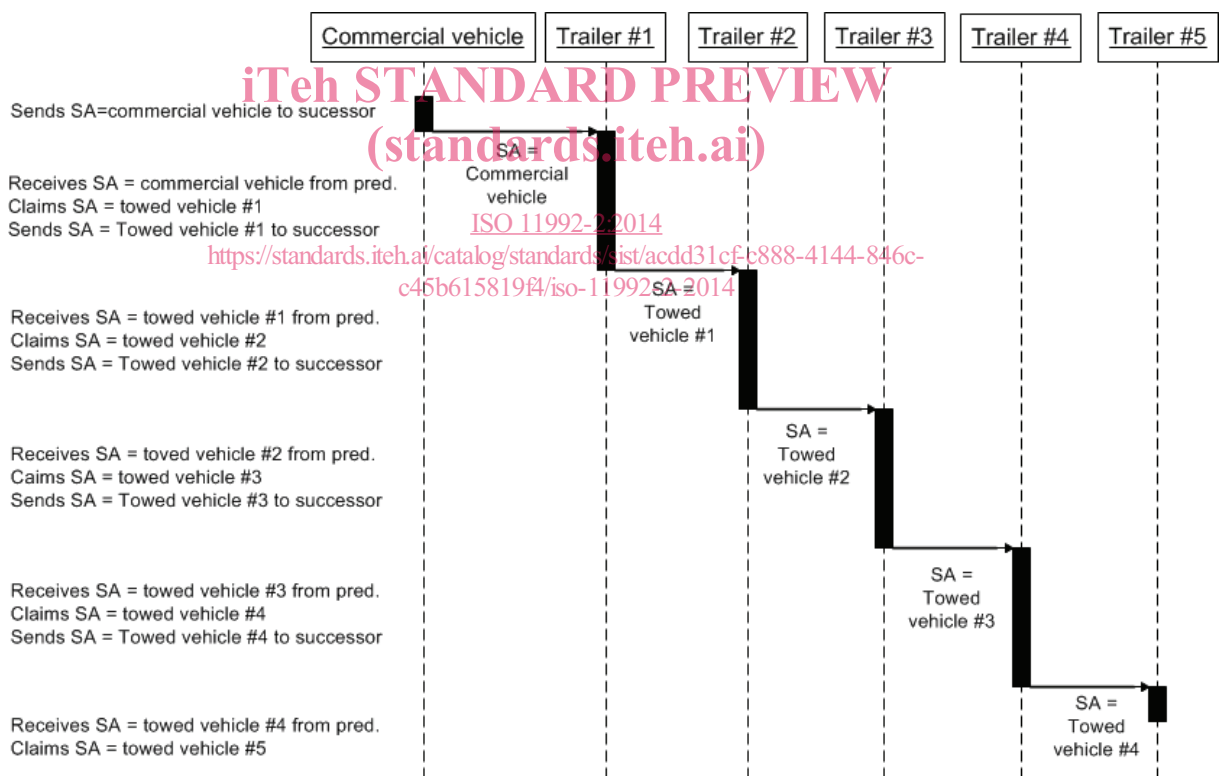 Commercial vehicle
Trailer #1
Trailer #2
Trailer #3
Trailer #4
Trailer #5
iTeh STANDARD PREVIEW
(standards.iteh.ai)
ISO 11992-2:2014
https://standards.iteh.ai/catalog/standards/sist/acdd31cf-c888-4144-846c-
c45b615819f4/iso-11992-2-2014
Sends SA=commercial vehicle to sucessor
SA =
Commercial
vehicle
Receives SA = commercial vehicle from pred.
Claims SA = towed vehicle #1
Sends SA = Towed vehicle #1 to successor
SA =
Towed
vehicle #1
Receives SA = towed vehicle #1 from pred.
Claims SA = towed vehicle #2
Sends SA = Towed vehicle #2 to successor
SA =
Towed
vehicle #2
Receives SA = toved vehicle #2 from pred.
Caims SA = towed vehicle #3
Sends SA = Towed vehicle #3 to successor
SA =
Towed
vehicle #3
Receives SA = towed vehicle #3 from pred.
Claims SA = towed vehicle #4
Sends SA = Towed vehicle #4 to successor
SA =
Towed
vehicle #4
Receives SA = towed vehicle #4 from pred.
Claims SA = towed vehicle #5